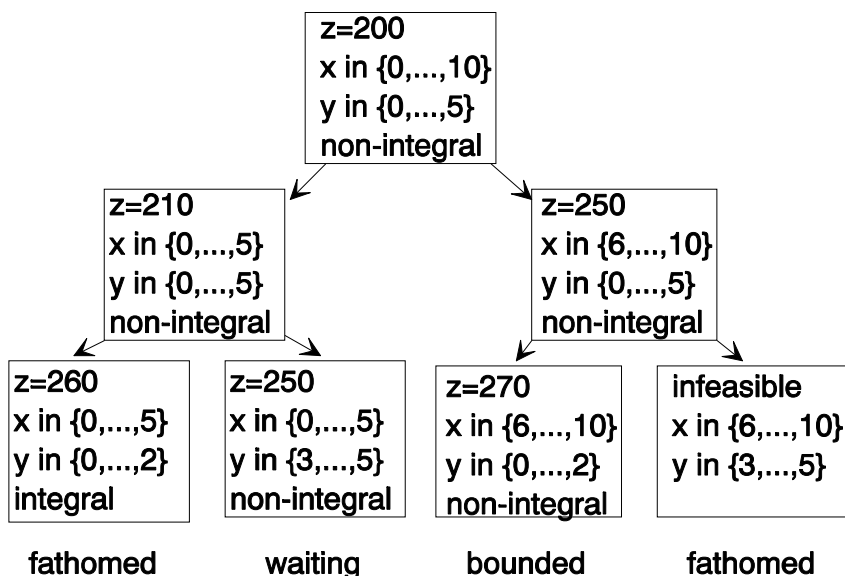 z=200
x in {0,...,10}
y in {0,...,5}
non-integral
z=210
x in {0,...,5}
y in {0,...,5}
non-integral
z=250
x in {6,...,10}
y in {0,...,5}
non-integral
z=260
x in {0,...,5}
y in {0,...,2}
integral
z=250
x in {0,...,5}
y in {3,...,5}
non-integral
z=270
x in {6,...,10}
y in {0,...,2}
non-integral
infeasible
x in {6,...,10}
y in {3,...,5}
fathomed
waiting
bounded
fathomed